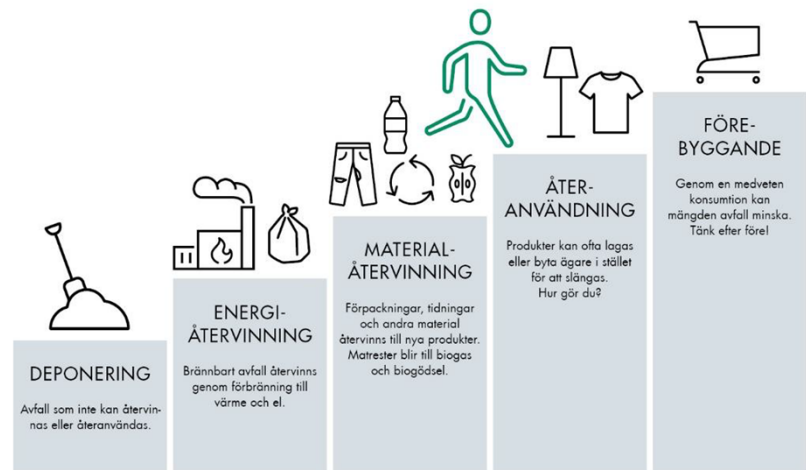 DEPONERING
Avfall som inte kan återvin-
nas eller återanvändas.
ENERGI-
ÅTERVINNING
Brännbart avfall återvinns
genom förbränning till
värme och el.
MATERIAL-
ÅTERVINNING
Förpackningar, tidningar
och andra material
återvinns till nya produkter.
Matrester blir till biogas
och biogödsel.
ÅTER-
ANVÄNDNING
Produkter kan ofta lagas
eller byta ägare i stället
för att slängas.
Hur gör du?
FÖRE-
BYGGANDE
Genom en medveten
konsumtion kan
mängden avfall minska.
Tänk efter före!